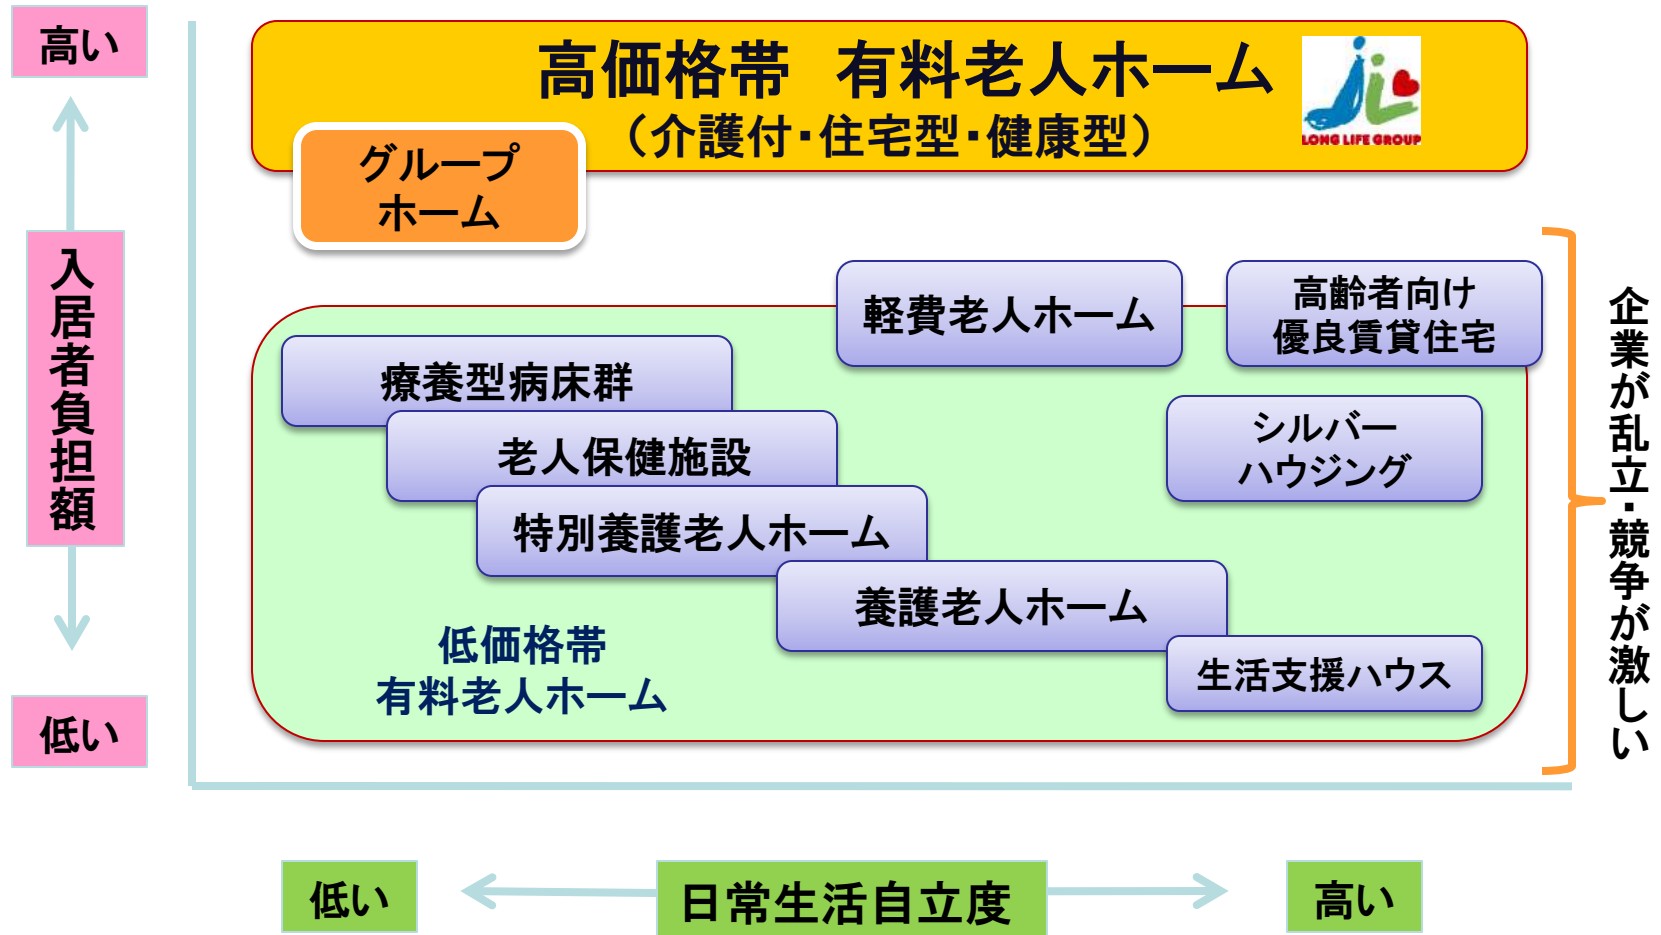 高い
高価格帯　有料老人ホーム
（介護付・住宅型・健康型）
LONG LIFE GROUP
グループ
ホーム
入居者負担額
軽費老人ホーム
高齢者向け
優良賃貸住宅
療養型病床群
老人保健施設
シルバー
ハウジング
特別養護老人ホーム
養護老人ホーム
生活支援ハウス
低価格帯
有料老人ホーム
企業が乱立・競争が激しい
低い
低い
日常生活自立度
高い